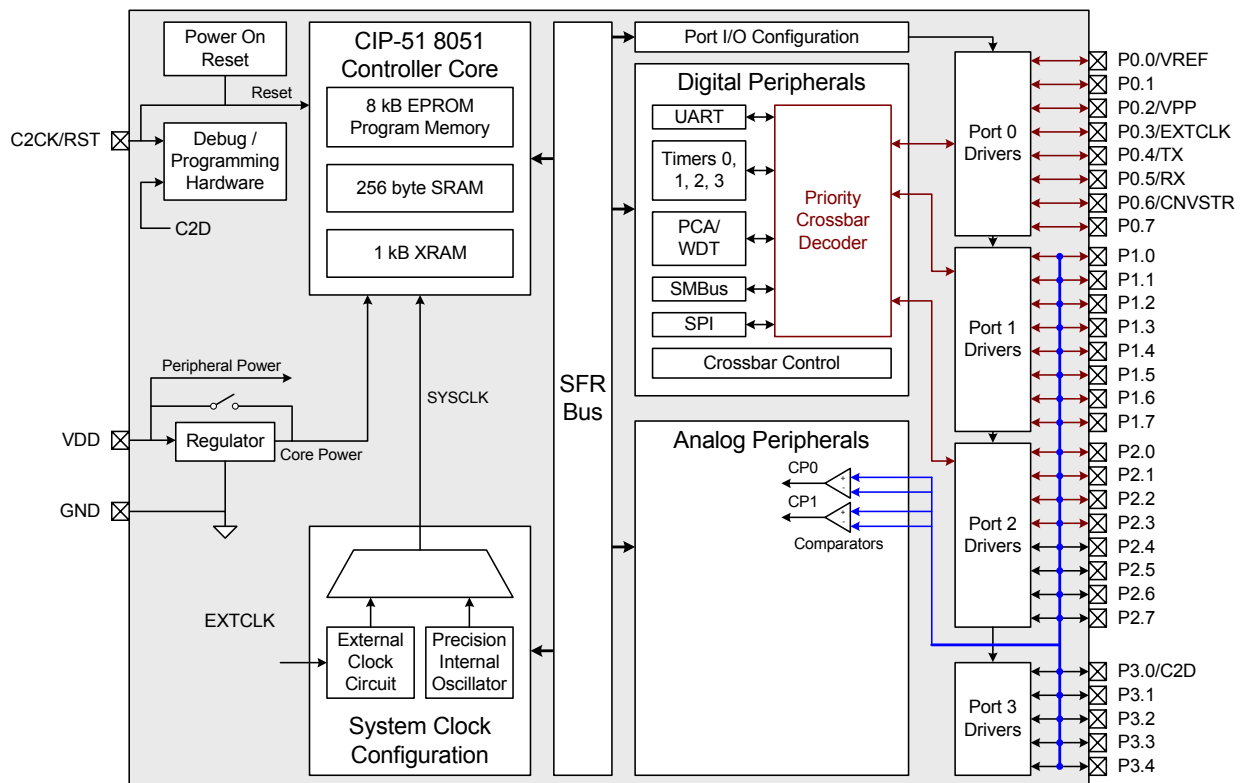 Power On
Reset
Reset
C2CK/RST
Debug /
Programming
Hardware
C2D
CIP-51 8051
Controller Core
8 kB EPROM
Program Memory
256 byte SRAM
1 kB XRAM
Peripheral Power
VDD
Regulator
Core Power
GND
SYSCLK
EXTCLK
External
Clock
Circuit
Precision
Internal
Oscillator
System Clock
Configuration
SFR
Bus
Port I/O Configuration
Digital Peripherals
UART
Timers 0,
1, 2, 3
PCA/
WDT
SMBus
SPI
Priority
Crossbar
Decoder
Crossbar Control
Analog Peripherals
CP0
+
-
CP1
+
-
Comparators
Port 0
Drivers
Port 1
Drivers
Port 2
Drivers
Port 3
Drivers
P0.0/VREF
P0.1
P0.2/VPP
P0.3/EXTCLK
P0.4/TX
P0.5/RX
P0.6/CNVSTR
P0.7
P1.0
P1.1
P1.2
P1.3
P1.4
P1.5
P1.6
P1.7
P2.0
P2.1
P2.2
P2.3
P2.4
P2.5
P2.6
P2.7
P3.0/C2D
P3.1
P3.2
P3.3
P3.4